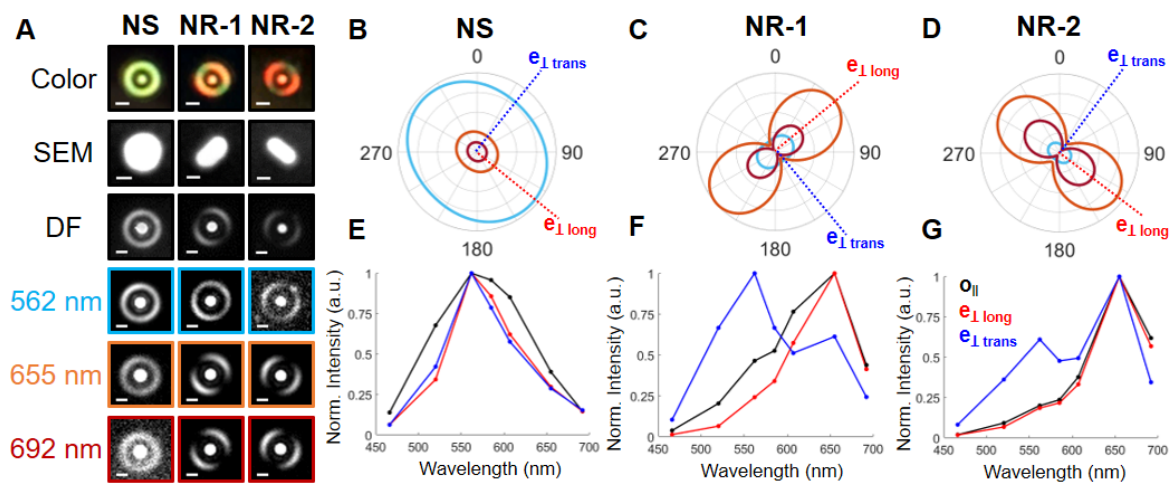 A
NS NR-1 NR-2
Color
SEM
DF
562 nm
655 nm
692 nm
B
NS
0
e⊥ trans
270
90
e⊥ long
180
C
NR-1
0
e⊥ long
270
90
e⊥ trans
180
D
NR-2
0
e⊥ trans
270
90
e⊥ long
180
E
Norm. Intensity (a.u.)
1
0.75
0.5
0.25
0
450 500 550 600 650 700
Wavelength (nm)
F
Norm. Intensity (a.u.)
1
0.75
0.5
0.25
0
450 500 550 600 650 700
Wavelength (nm)
G
Norm. Intensity (a.u.)
1
0.75
0.5
0.25
0
o||
e⊥ long
e⊥ trans
450 500 550 600 650 700
Wavelength (nm)